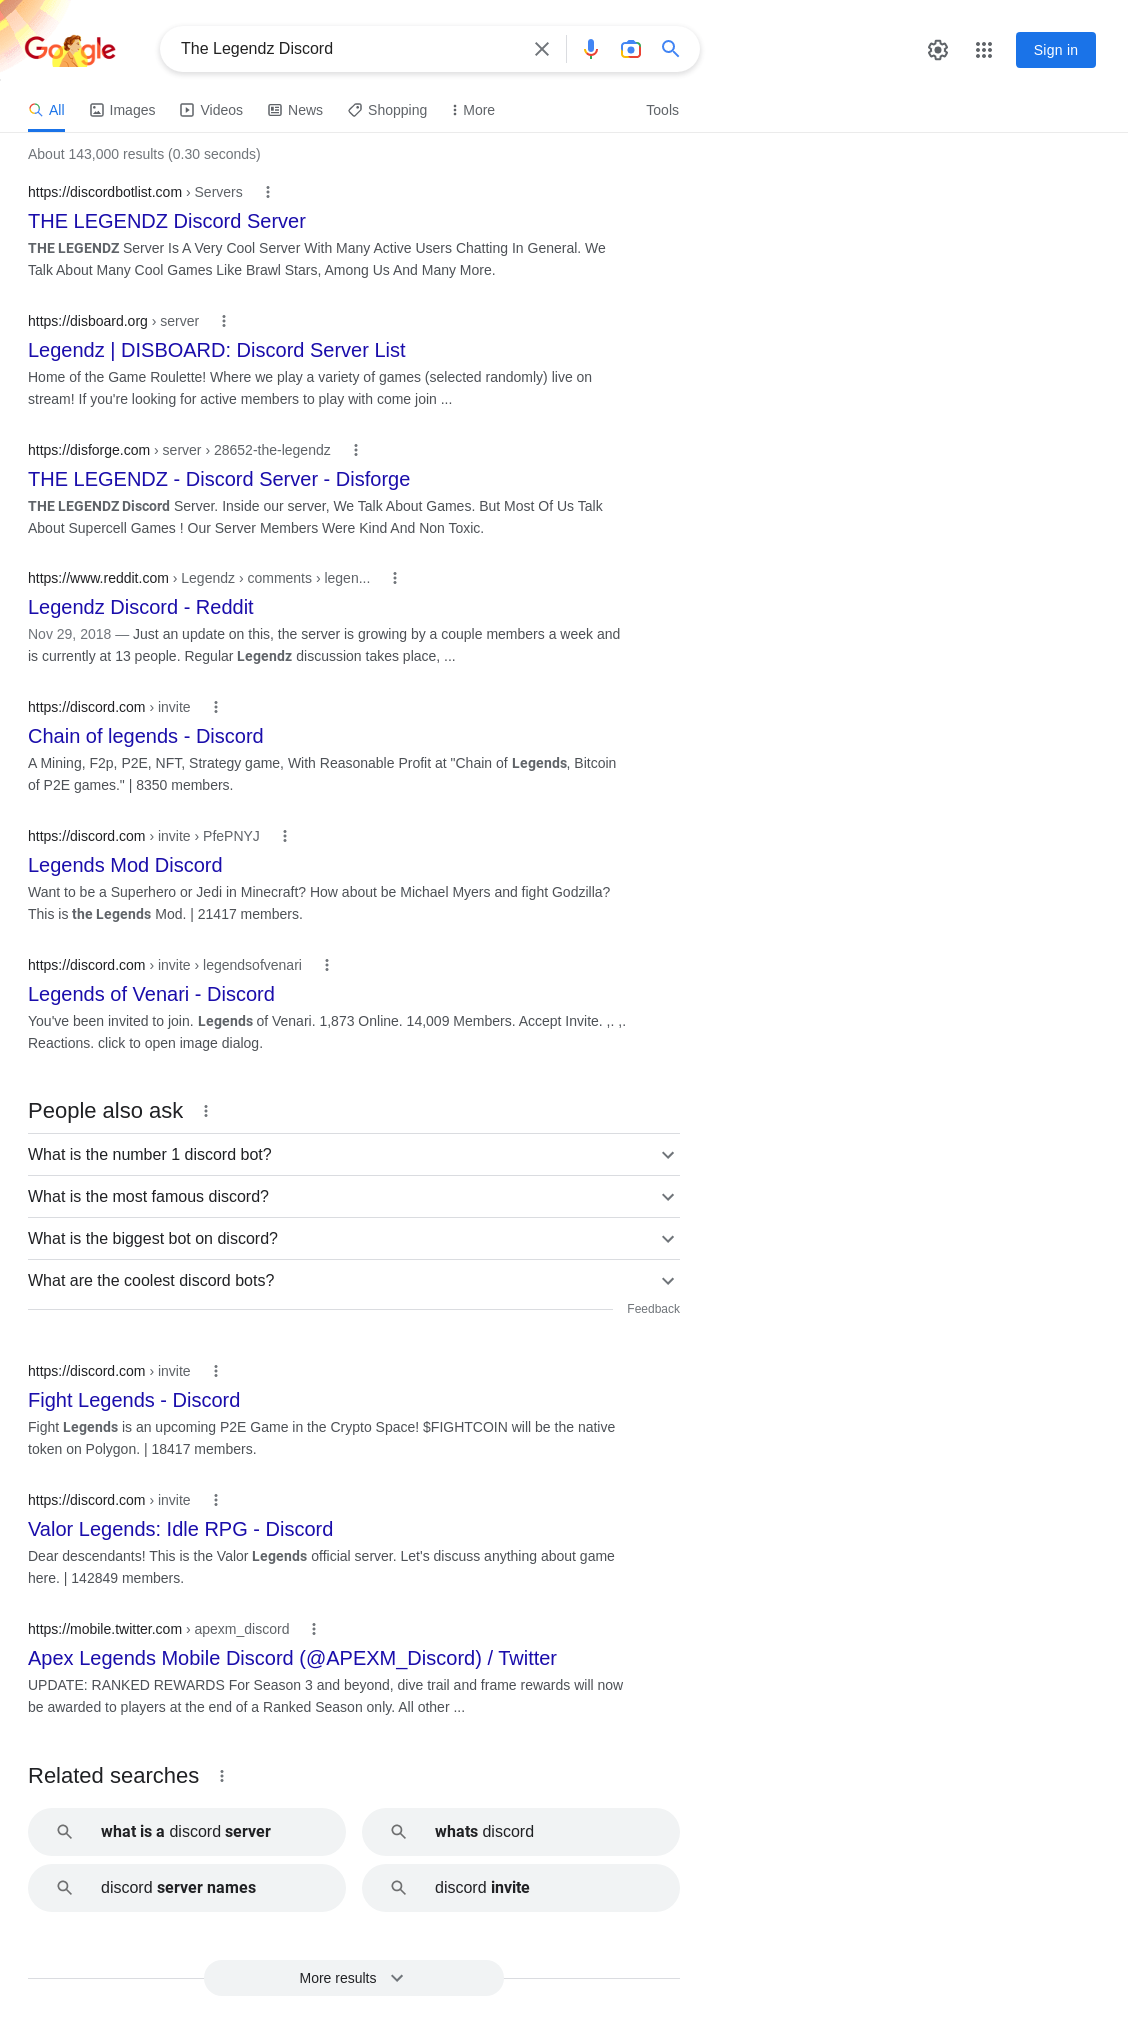 Google
The Legendz Discord
Sign in
All Images Videos News Shopping More Tools
About 143,000 results (0.30 seconds)
https://discordbotlist.com › Servers
THE LEGENDZ Discord Server
THE LEGENDZ Server Is A Very Cool Server With Many Active Users Chatting In General. We
Talk About Many Cool Games Like Brawl Stars, Among Us And Many More.
https://disboard.org › server
Legendz | DISBOARD: Discord Server List
Home of the Game Roulette! Where we play a variety of games (selected randomly) live on
stream! If you're looking for active members to play with come join ...
https://disforge.com › server › 28652-the-legendz
THE LEGENDZ - Discord Server - Disforge
THE LEGENDZ Discord Server. Inside our server, We Talk About Games. But Most Of Us Talk
About Supercell Games ! Our Server Members Were Kind And Non Toxic.
https://www.reddit.com › Legendz › comments › legen...
Legendz Discord - Reddit
Nov 29, 2018 — Just an update on this, the server is growing by a couple members a week and
is currently at 13 people. Regular Legendz discussion takes place, ...
https://discord.com › invite
Chain of legends - Discord
A Mining, F2p, P2E, NFT, Strategy game, With Reasonable Profit at "Chain of Legends, Bitcoin
of P2E games." | 8350 members.
https://discord.com › invite › PfePNYJ
Legends Mod Discord
Want to be a Superhero or Jedi in Minecraft? How about be Michael Myers and fight Godzilla?
This is the Legends Mod. | 21417 members.
https://discord.com › invite › legendsofvenari
Legends of Venari - Discord
You've been invited to join. Legends of Venari. 1,873 Online. 14,009 Members. Accept Invite. ,. ,.
Reactions. click to open image dialog.
People also ask
What is the number 1 discord bot?
What is the most famous discord?
What is the biggest bot on discord?
What are the coolest discord bots?
Feedback
https://discord.com › invite
Fight Legends - Discord
Fight Legends is an upcoming P2E Game in the Crypto Space! $FIGHTCOIN will be the native
token on Polygon. | 18417 members.
https://discord.com › invite
Valor Legends: Idle RPG - Discord
Dear descendants! This is the Valor Legends official server. Let's discuss anything about game
here. | 142849 members.
https://mobile.twitter.com › apexm_discord
Apex Legends Mobile Discord (@APEXM_Discord) / Twitter
UPDATE: RANKED REWARDS For Season 3 and beyond, dive trail and frame rewards will now
be awarded to players at the end of a Ranked Season only. All other ...
Related searches
what is a discord server
whats discord
discord server names
discord invite
More results